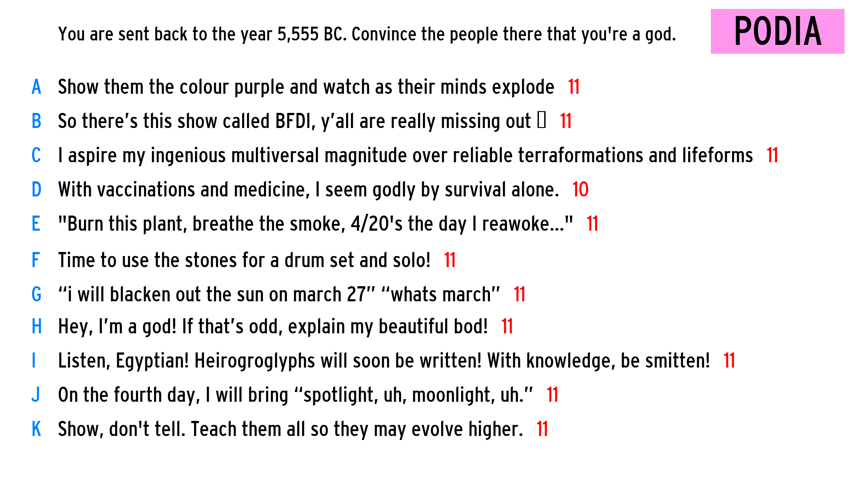 You are sent back to the year 5,555 BC. Convince the people there that you're a god.
PODIA
A Show them the colour purple and watch as their minds explode 11
B So there’s this show called BFDI, y’all are really missing out ▯ 11
C I aspire my ingenious multiversal magnitude over reliable terraformations and lifeforms 11
D With vaccinations and medicine, I seem godly by survival alone. 10
E "Burn this plant, breathe the smoke, 4/20's the day I reawoke..." 11
F Time to use the stones for a drum set and solo! 11
G “i will blacken out the sun on march 27” “whats march” 11
H Hey, I’m a god! If that’s odd, explain my beautiful bod! 11
I Listen, Egyptian! Heirogroglyphs will soon be written! With knowledge, be smitten! 11
J On the fourth day, I will bring “spotlight, uh, moonlight, uh.” 11
K Show, don't tell. Teach them all so they may evolve higher. 11